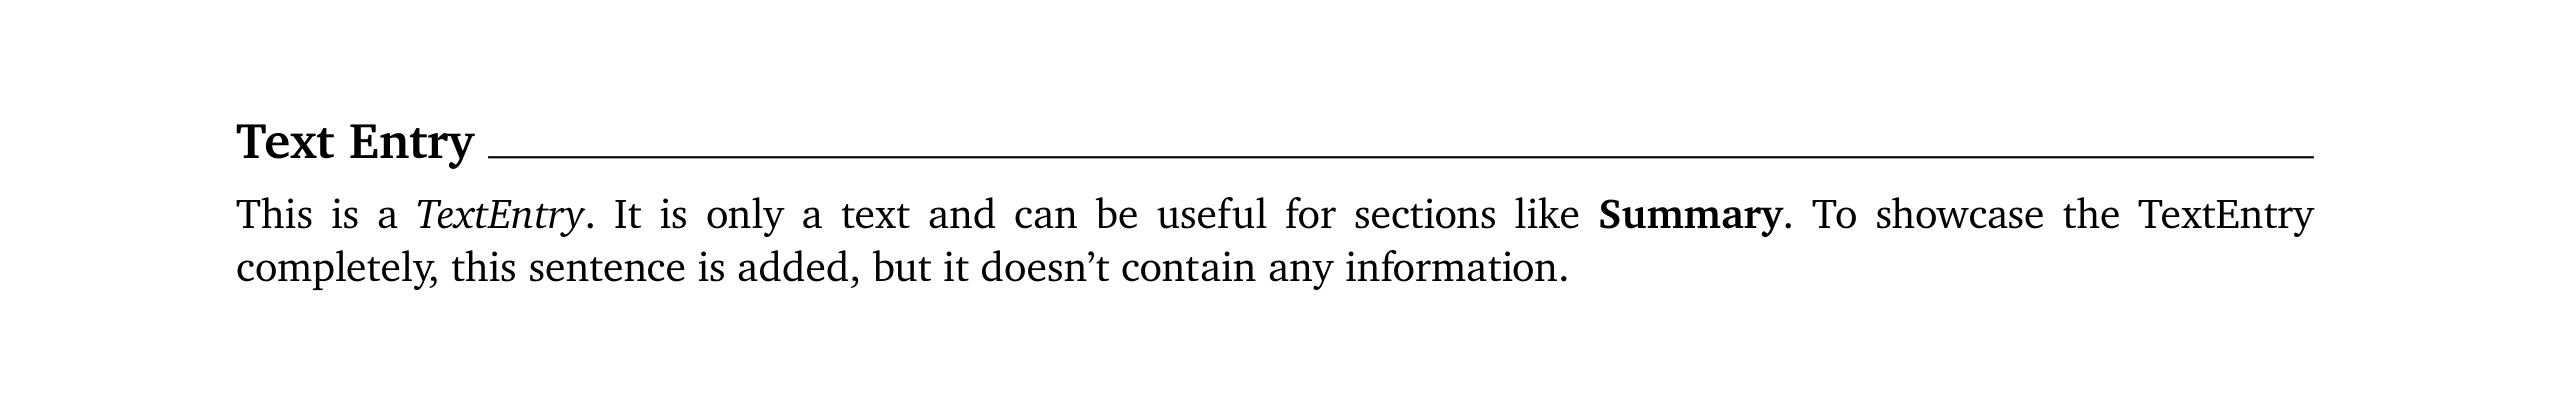 Text Entry
This is a TextEntry. It is only a text and can be useful for sections like Summary. To showcase the TextEntry
completely, this sentence is added, but it doesn’t contain any information.